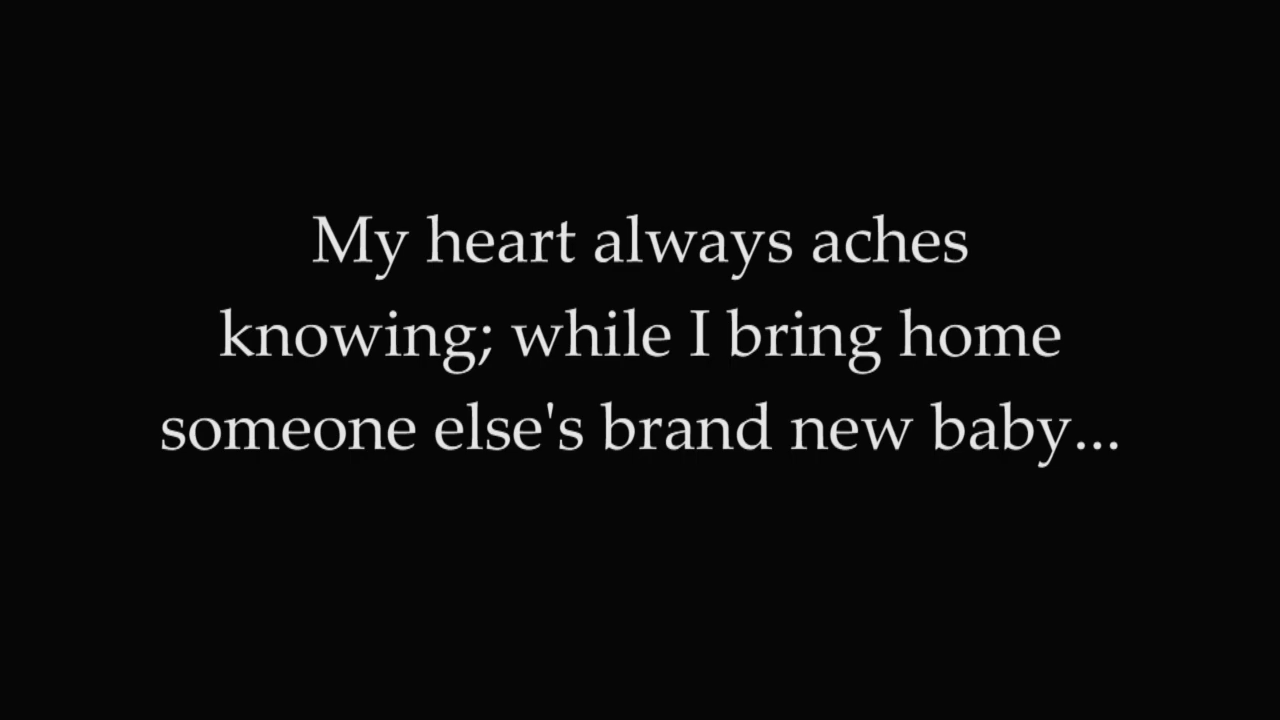 My heart always aches
knowing; while I bring home
someone else's brand new baby...